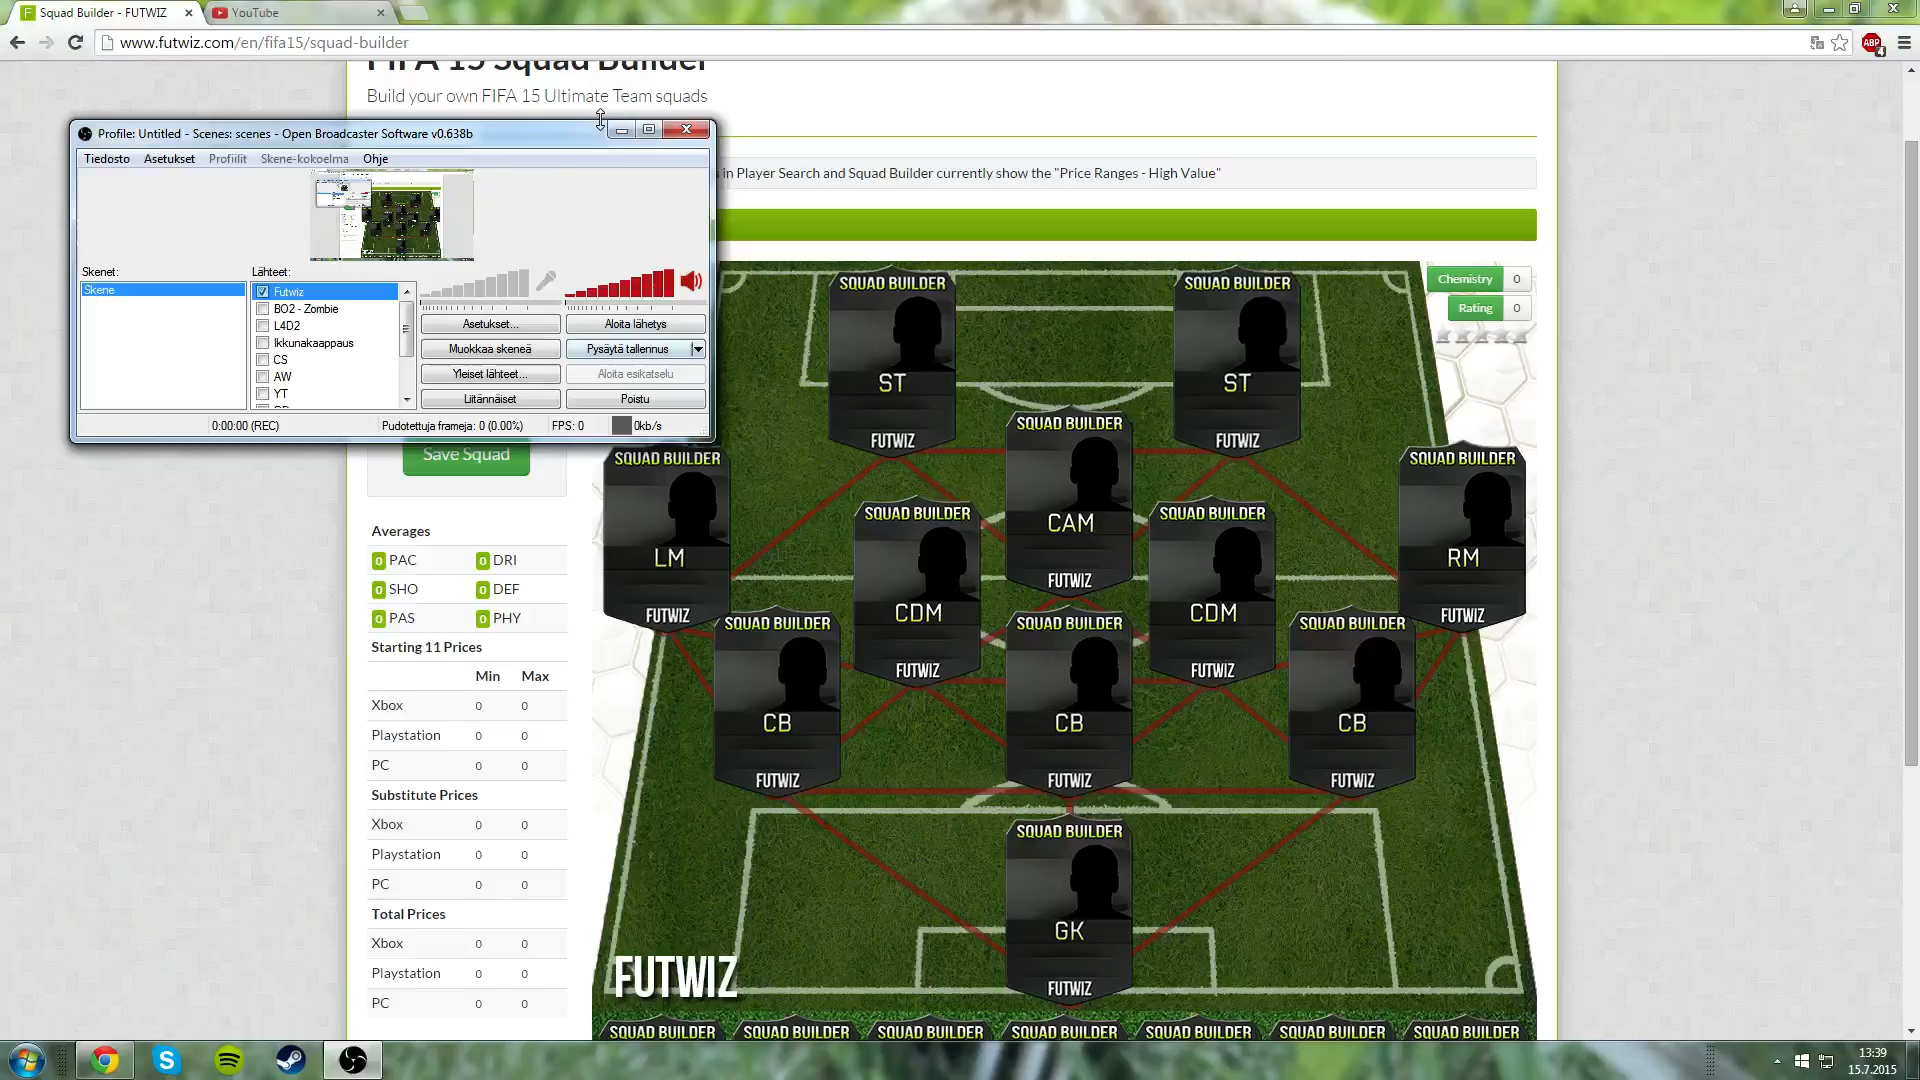 Squad Builder - FUTWIZ
YouTube
www.futwiz.com/en/fifa15/squad-builder
ABP
4
FIFA 15 Squad Builder
Build your own FIFA 15 Ultimate Team squads
Profile: Untitled - Scenes: scenes - Open Broadcaster Software v0.638b
Tiedosto Asetukset Profiilit Skene-kokoelma Ohje
Skenet:
Skene
Lähteet:
Futwiz
BO2 - Zombie
L4D2
Ikkunakaappaus
CS
AW
YT
Asetukset... Aloita lähetys
Muokkaa skeneä Pysäytä tallennus
Yleiset lähteet... Aloita esikatselu
Liitännäiset Poistu
0:00:00 (REC) Pudotettuja frameja: 0 (0.00%) FPS: 0 0kb/s
in Player Search and Squad Builder currently show the "Price Ranges - High Value"
Chemistry 0
Rating 0
Save Squad
Averages
0 PAC 0 DRI
0 SHO 0 DEF
0 PAS 0 PHY
Starting 11 Prices
Min Max
Xbox 0 0
Playstation 0 0
PC 0 0
Substitute Prices
Xbox 0 0
Playstation 0 0
PC 0 0
Total Prices
Xbox 0 0
Playstation 0 0
PC 0 0
SQUAD BUILDER
ST
FUTWIZ
SQUAD BUILDER
ST
FUTWIZ
SQUAD BUILDER
CAM
FUTWIZ
SQUAD BUILDER
LM
FUTWIZ
SQUAD BUILDER
RM
FUTWIZ
SQUAD BUILDER
CDM
FUTWIZ
SQUAD BUILDER
CDM
FUTWIZ
SQUAD BUILDER
CB
FUTWIZ
SQUAD BUILDER
CB
FUTWIZ
SQUAD BUILDER
CB
FUTWIZ
SQUAD BUILDER
GK
FUTWIZ
FUTWIZ
SQUAD BUILDER SQUAD BUILDER SQUAD BUILDER SQUAD BUILDER SQUAD BUILDER SQUAD BUILDER SQUAD BUILDER
13:39
15.7.2015